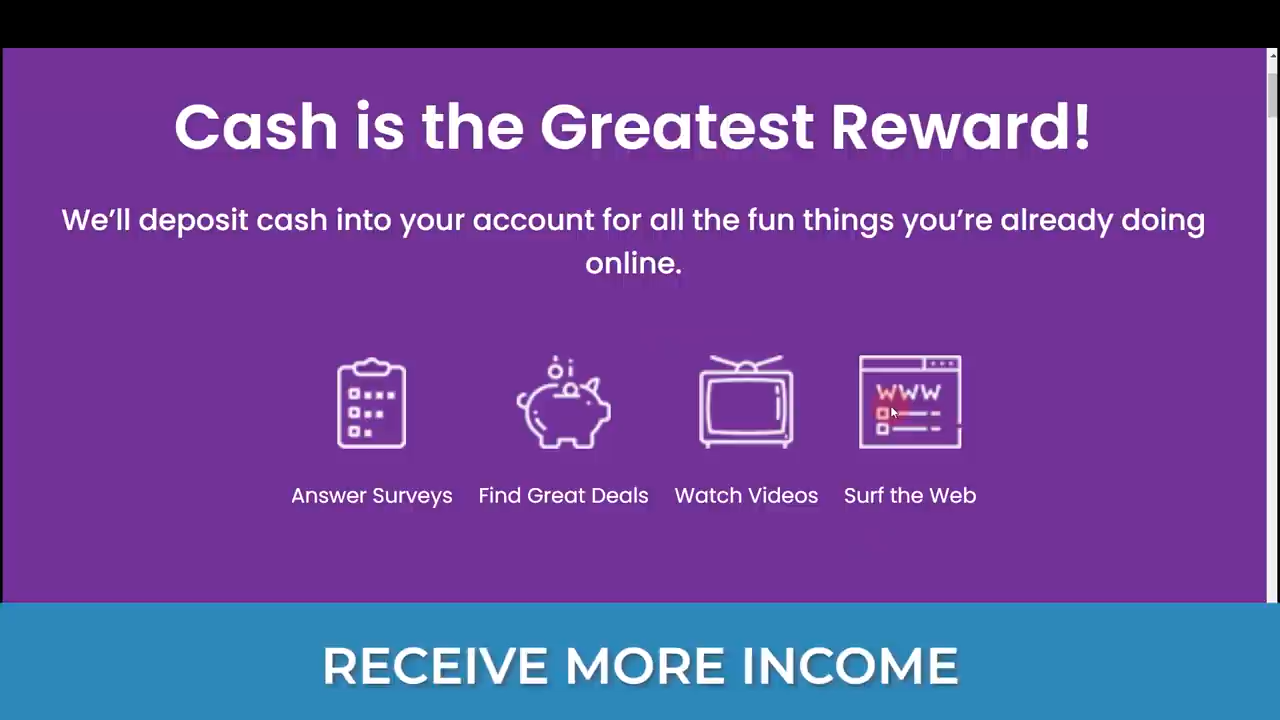 Cash is the Greatest Reward!
We’ll deposit cash into your account for all the fun things you’re already doing
online.
WWW
Answer Surveys
Find Great Deals
Watch Videos
Surf the Web
RECEIVE MORE INCOME